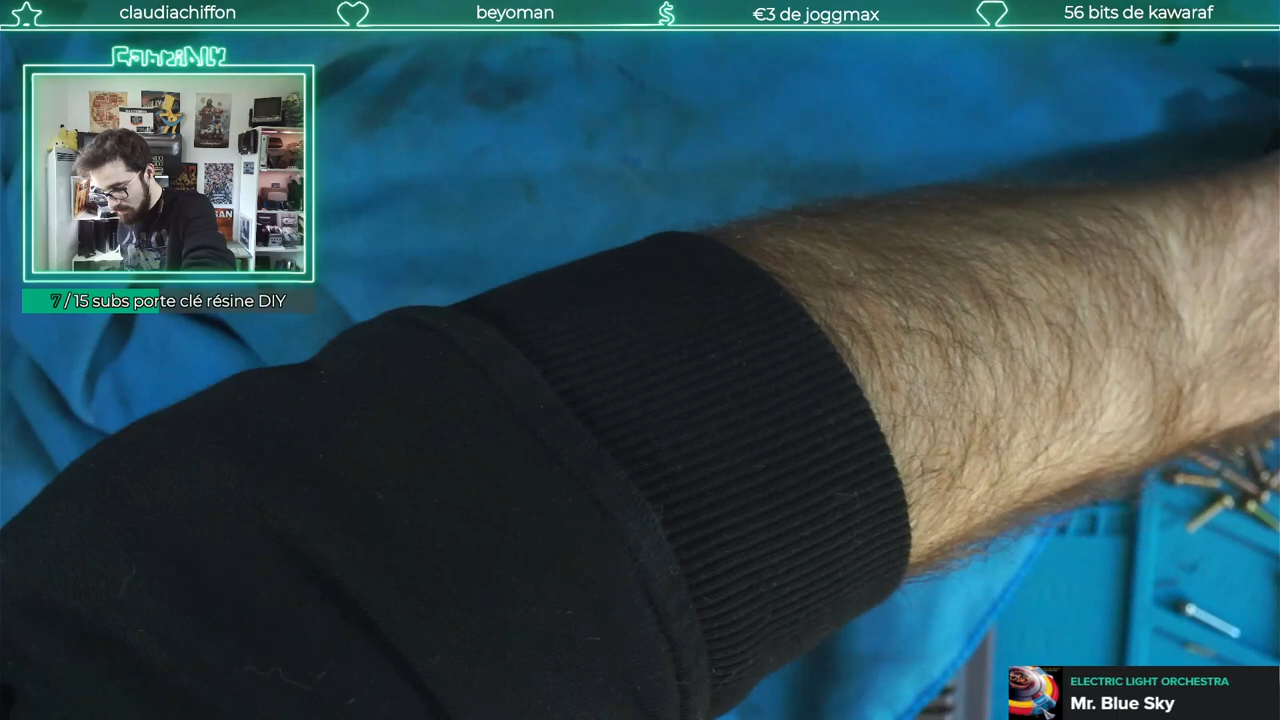 claudiachiffon
beyoman
€3 de joggmax
56 bits de kawaraf
7 / 15 subs porte clé résine DIY
ELECTRIC LIGHT ORCHESTRA
Mr. Blue Sky